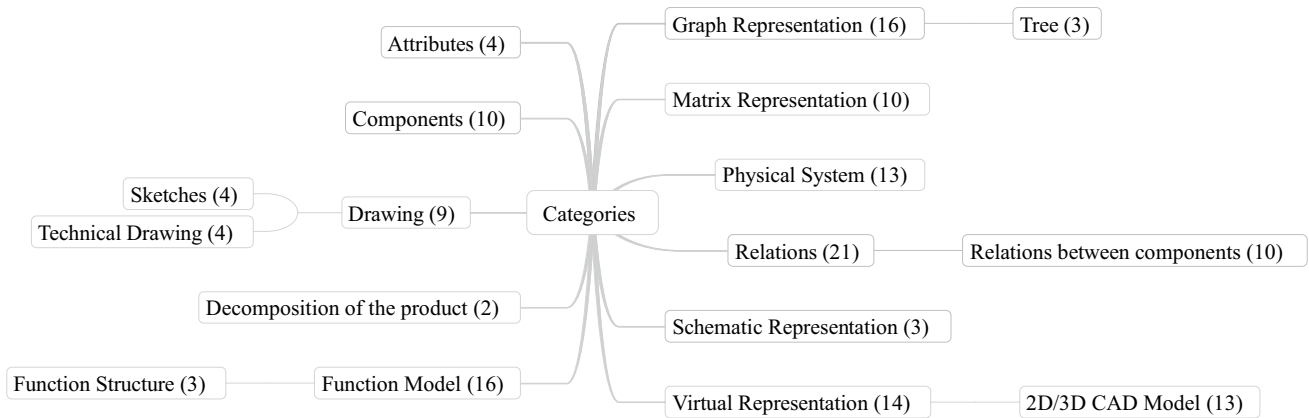 Graph Representation (16)
Tree (3)
Attributes (4)
Matrix Representation (10)
Components (10)
Physical System (13)
Sketches (4)
Technical Drawing (4)
Drawing (9)
Categories
Relations (21)
Relations between components (10)
Decomposition of the product (2)
Schematic Representation (3)
Function Structure (3)
Function Model (16)
Virtual Representation (14)
2D/3D CAD Model (13)